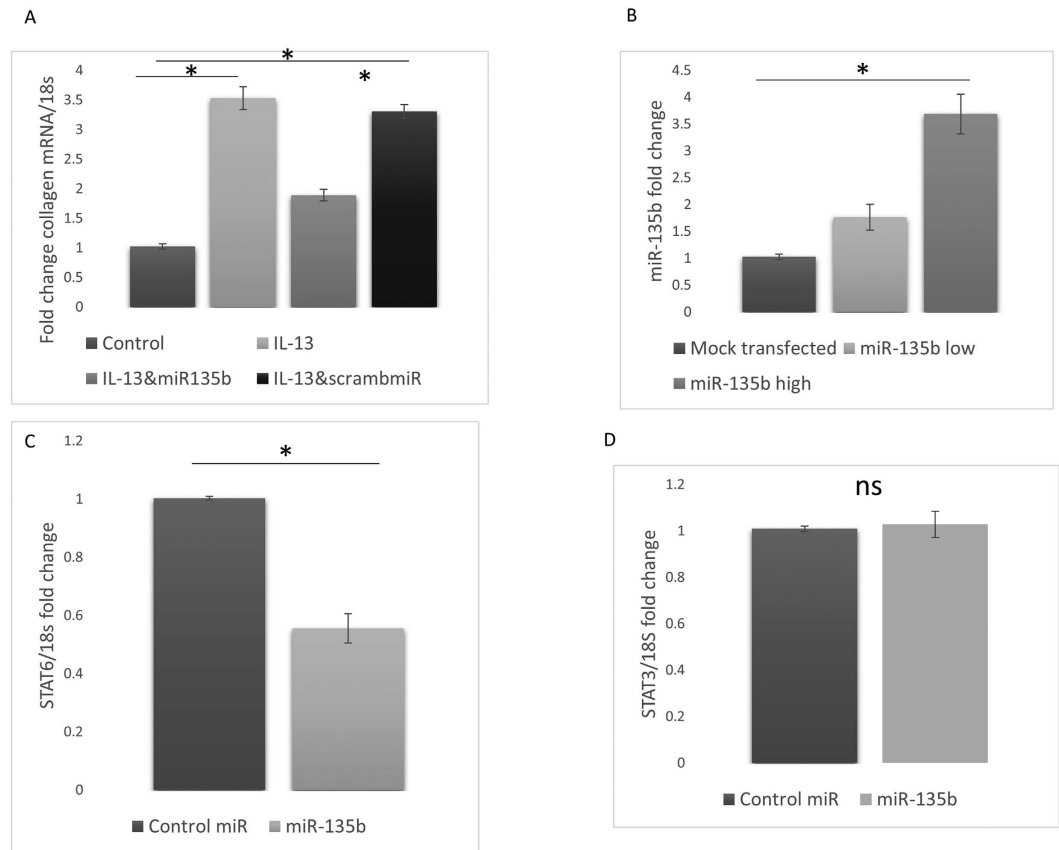 A
Fold change collagen mRNA/18s
4
3.5
3
2.5
2
1.5
1
0.5
0
*
*
*
Control
IL-13
IL-13&miR135b
IL-13&scrambmiR
B
miR-135b fold change
4.5
4
3.5
3
2.5
2
1.5
1
0.5
0
*
Mock transfected
miR-135b low
miR-135b high
C
STAT6/18s fold change
1.2
1
0.8
0.6
0.4
0.2
0
*
Control miR
miR-135b
D
STAT3/18S fold change
1.2
1
0.8
0.6
0.4
0.2
0
ns
Control miR
miR-135b